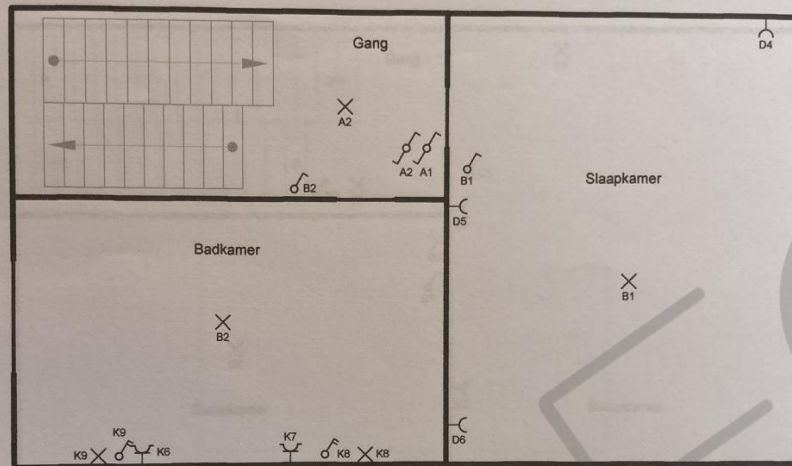 Gang
D4
A2
A2 A1
B1
B2
Slaapkamer
D5
Badkamer
B1
B2
D6
K9
K9
K6
K7
K8
K8